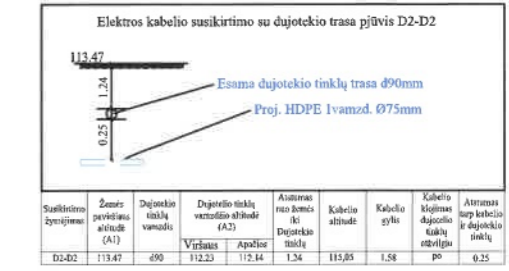 Elektros kabelio susikirtimo su dujotekio trasa pjūvis D2-D2
113.47
1.24
Esama dujotekio tinklų trasa d90mm
Proj. HDPE 1vamzd. Ø75mm
0.25
Susikirtimo žymėjimas
Žemės paviršiaus altitudė (A1)
Dujotekio tinklų vamzdis
Dujotekio tinklų vamzdžio altitudė (A2)
Viršaus
Apačios
Atstumas nuo žemės iki Dujotekio tinklų
Kabelio altitudė
Kabelio gylis
Kabelio klojimas dujotekio tinklų atžvilgiu
Atstumas tarp kabelio ir dujotekio tinklų
D2-D2 113.47 d90 112.23 112.14 1.24 115,05 1.58 po 0.25